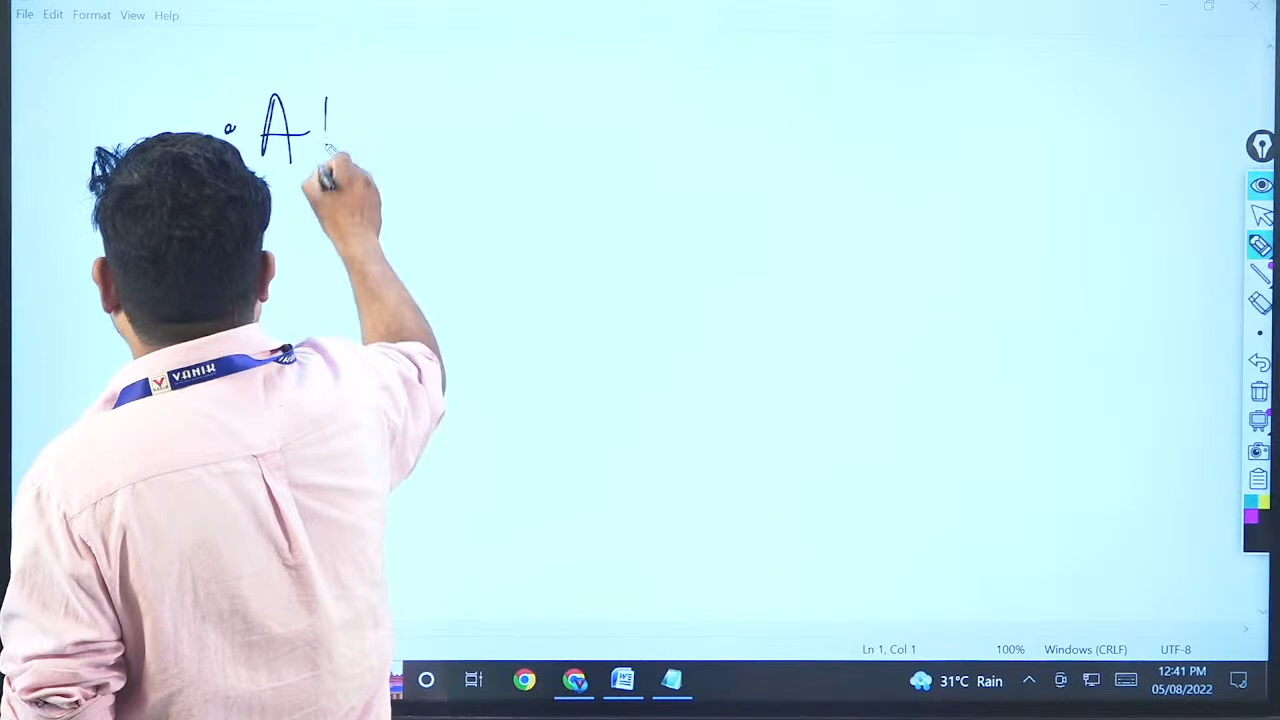 File Edit Format View Help
A
VANIK
Ln 1, Col 1 100% Windows (CRLF) UTF-8
31°C Rain
12:41 PM
05/08/2022